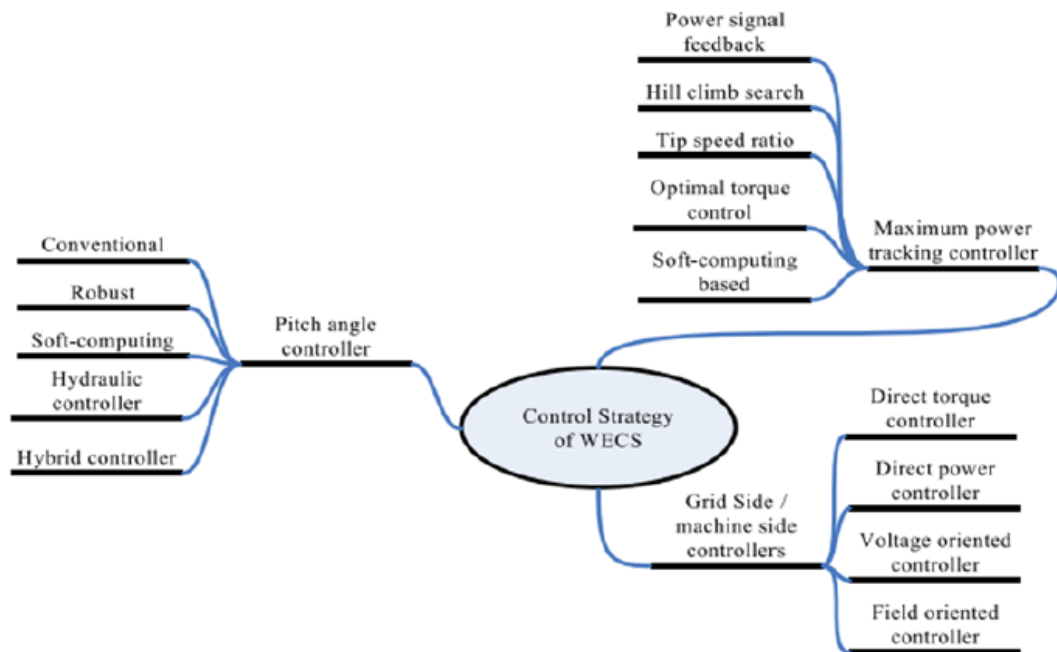 Power signal
feedback
Hill climb search
Tip speed ratio
Optimal torque
control
Soft-computing
based
Maximum power
tracking controller
Conventional
Robust
Soft-computing
Hydraulic
controller
Hybrid controller
Pitch angle
controller
Control Strategy
of WECS
Grid Side /
machine side
controllers
Direct torque
controller
Direct power
controller
Voltage oriented
controller
Field oriented
controller